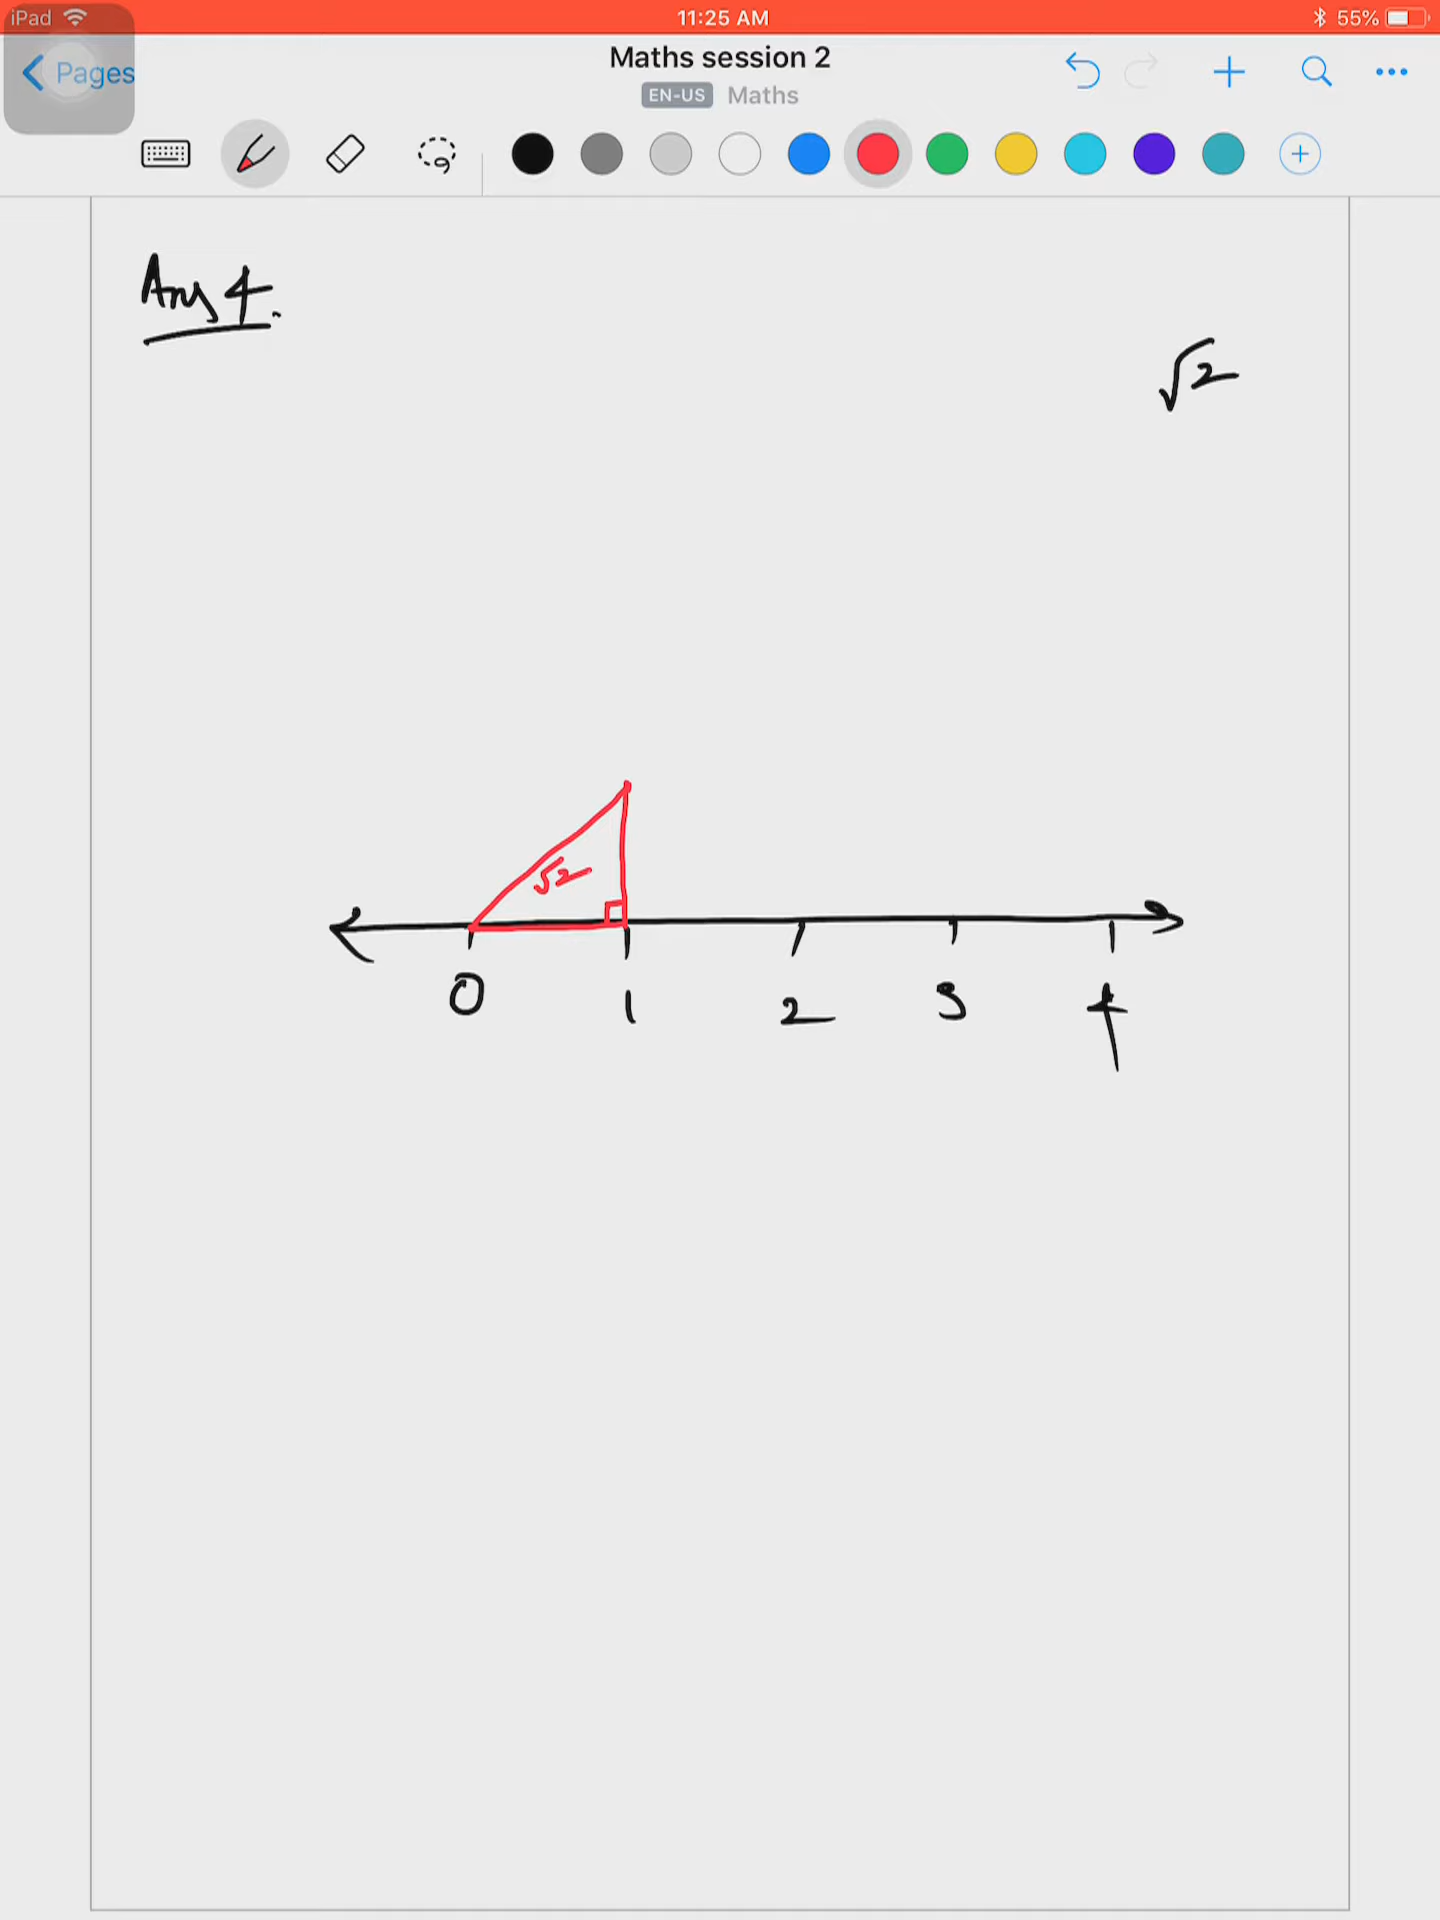 iPad 11:25 AM 55%
Pages Maths session 2
EN-US Maths
Ans 4.
√2
√2
0 1 2 3 4